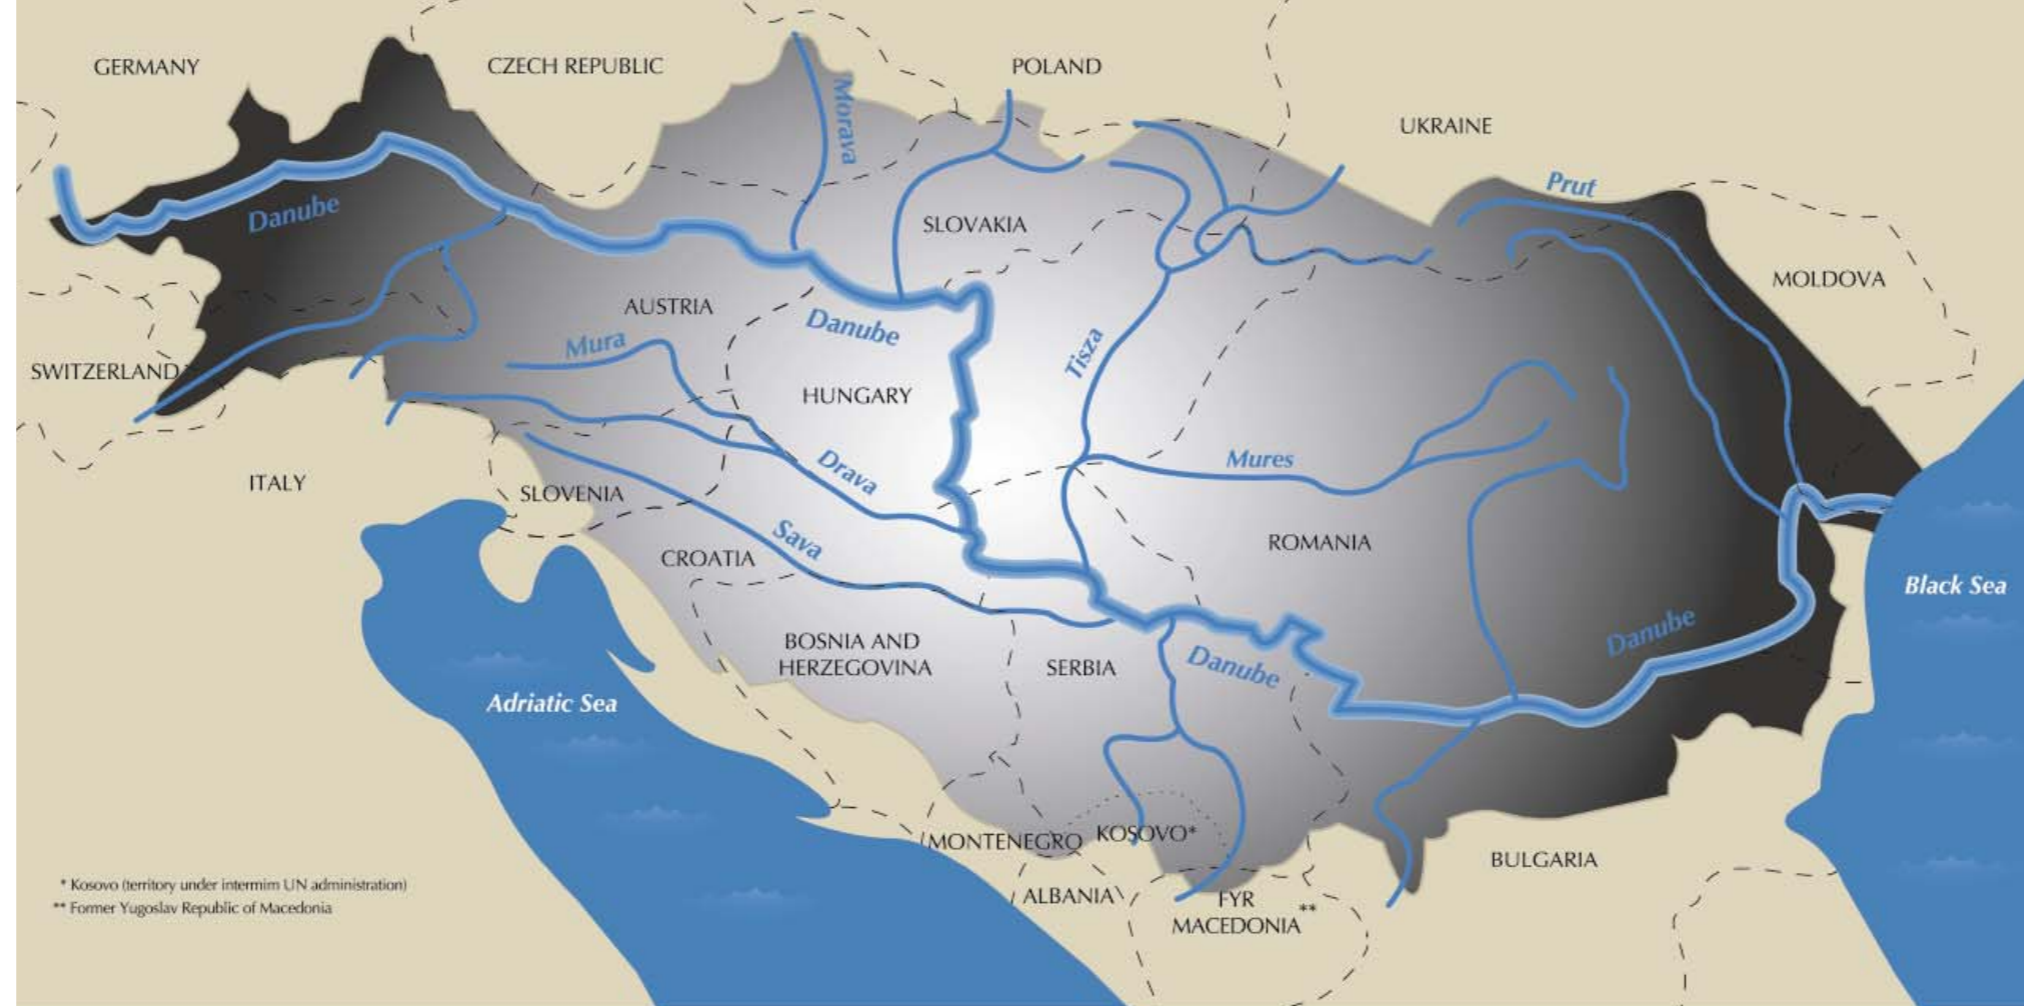 GERMANY
CZECH REPUBLIC
POLAND
UKRAINE
Morava
Prut
Danube
SLOVAKIA
MOLDOVA
AUSTRIA
Danube
Mura
Tisza
SWITZERLAND
HUNGARY
Mures
Drava
ITALY
SLOVENIA
Sava
CROATIA
ROMANIA
Black Sea
BOSNIA AND
HERZEGOVINA
SERBIA
Danube
Danube
Adriatic Sea
MONTENEGRO
KOSOVO*
BULGARIA
ALBANIA
FYR
MACEDONIA**
* Kosovo (territory under intermim UN administration)
** Former Yugoslav Republic of Macedonia